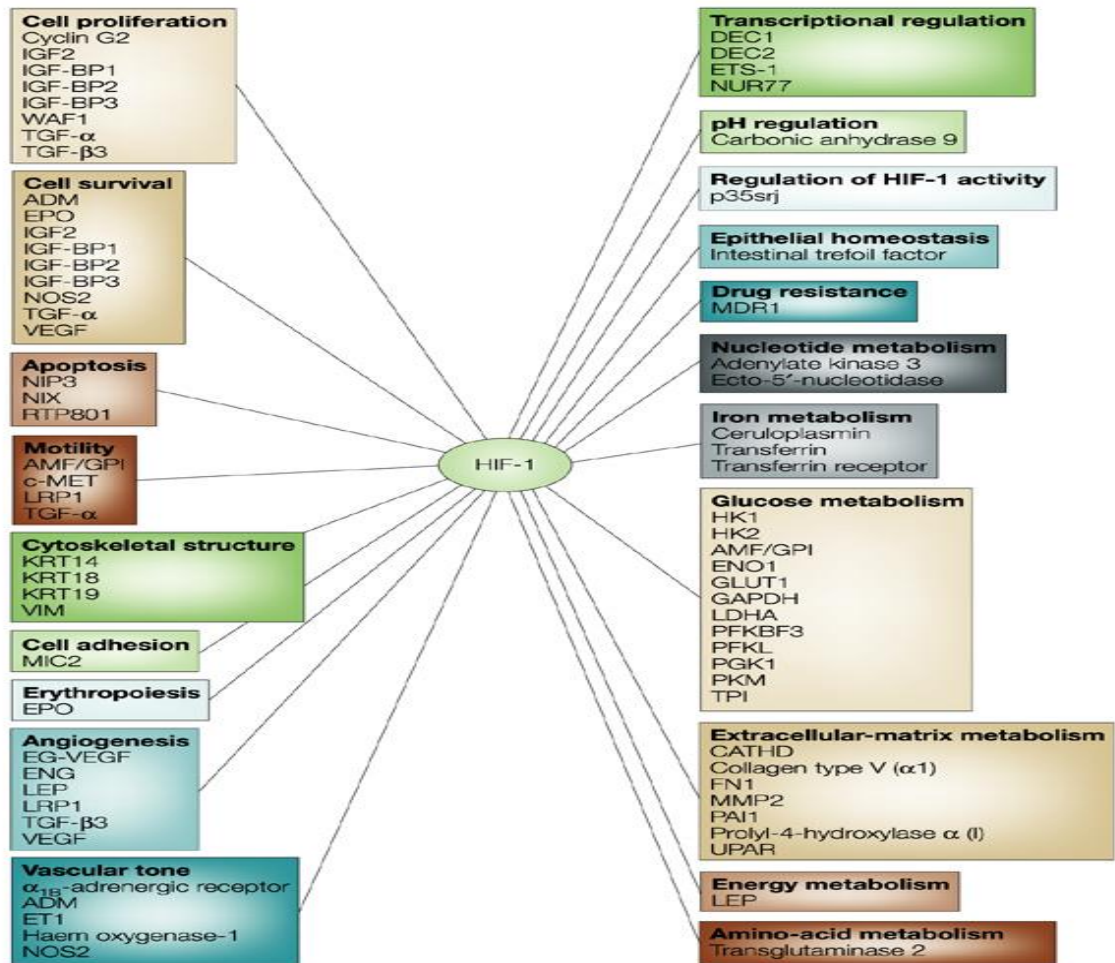 Cell proliferation
Cyclin G2
IGF2
IGF-BP1
IGF-BP2
IGF-BP3
WAF1
TGF-α
TGF-β3
Cell survival
ADM
EPO
IGF2
IGF-BP1
IGF-BP2
IGF-BP3
NOS2
TGF-α
VEGF
Apoptosis
NIP3
NIX
RTP801
Motility
AMF/GPI
c-MET
LRP1
TGF-α
Cytoskeletal structure
KRT14
KRT18
KRT19
VIM
Cell adhesion
MIC2
Erythropoiesis
EPO
Angiogenesis
EG-VEGF
ENG
LEP
LRP1
TGF-β3
VEGF
Vascular tone
α1B-adrenergic receptor
ADM
ET1
Haem oxygenase-1
NOS2
HIF-1
Transcriptional regulation
DEC1
DEC2
ETS-1
NUR77
pH regulation
Carbonic anhydrase 9
Regulation of HIF-1 activity
p35srj
Epithelial homeostasis
Intestinal trefoil factor
Drug resistance
MDR1
Nucleotide metabolism
Adenylate kinase 3
Ecto-5′-nucleotidase
Iron metabolism
Ceruloplasmin
Transferrin
Transferrin receptor
Glucose metabolism
HK1
HK2
AMF/GPI
ENO1
GLUT1
GAPDH
LDHA
PFKBF3
PFKL
PGK1
PKM
TPI
Extracellular-matrix metabolism
CATHD
Collagen type V (α1)
FN1
MMP2
PAI1
Prolyl-4-hydroxylase α (I)
UPAR
Energy metabolism
LEP
Amino-acid metabolism
Transglutaminase 2